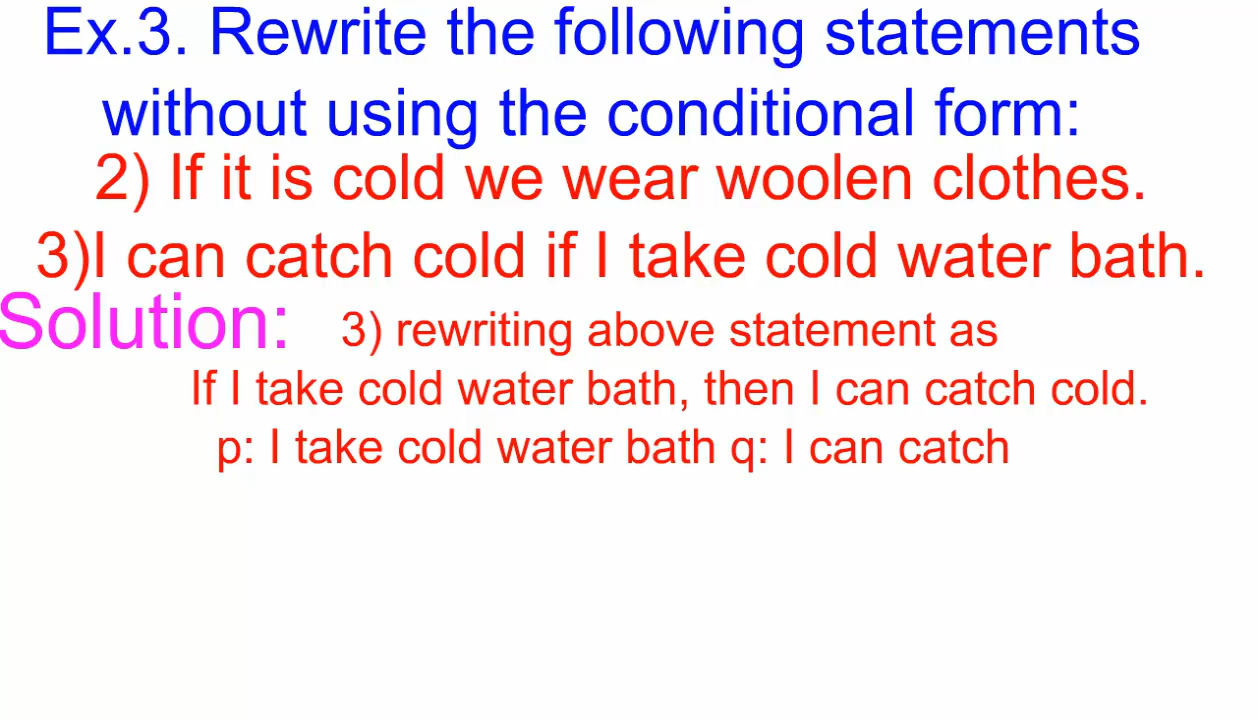 Ex.3. Rewrite the following statements
without using the conditional form:
2) If it is cold we wear woolen clothes.
3)I can catch cold if I take cold water bath.
Solution: 3) rewriting above statement as
If I take cold water bath, then I can catch cold.
p: I take cold water bath q: I can catch